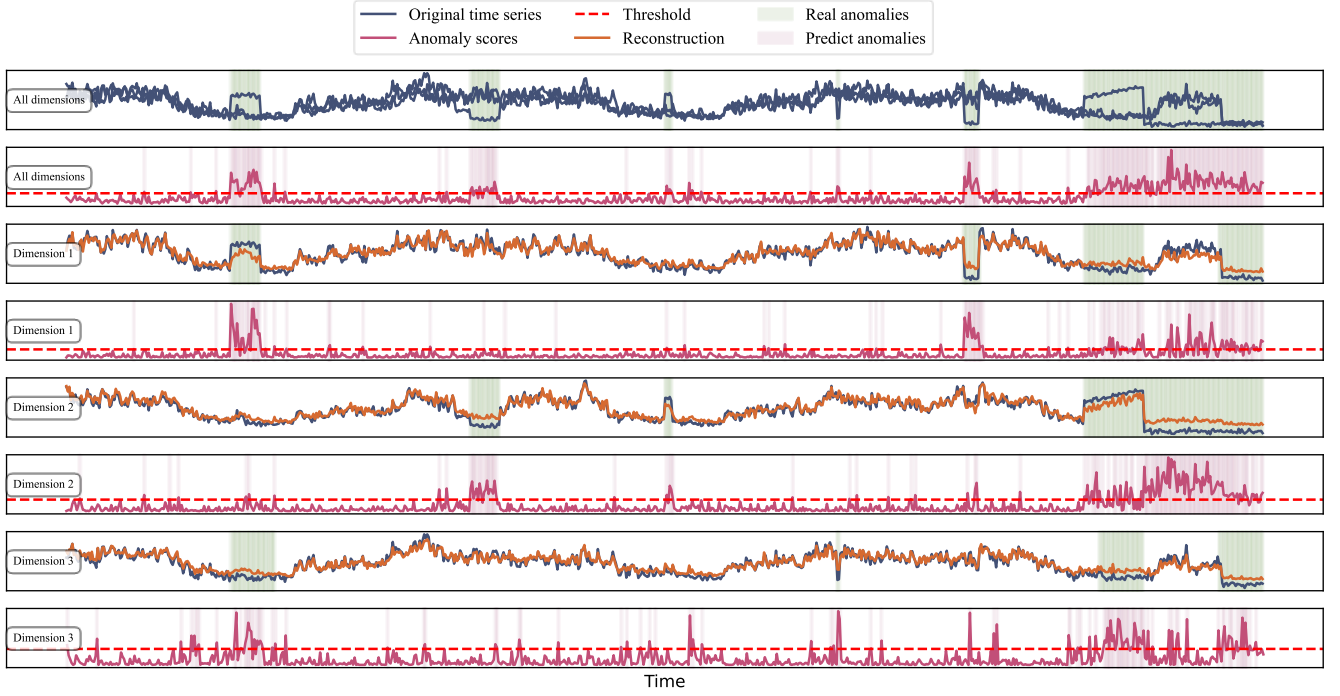 Original time series Threshold Real anomalies
Anomaly scores Reconstruction Predict anomalies
All dimensions
All dimensions
Dimension 1
Dimension 1
Dimension 2
Dimension 2
Dimension 3
Dimension 3
Time